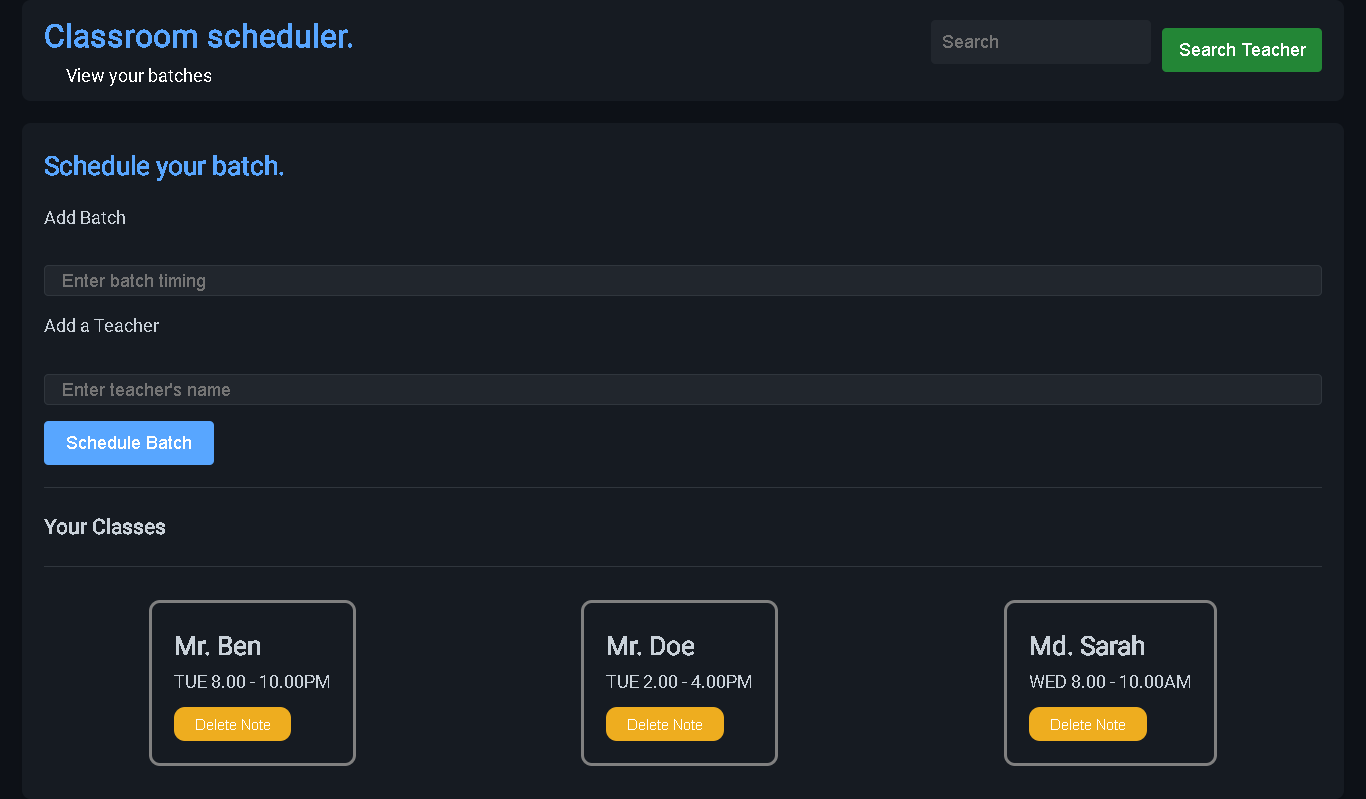 Classroom scheduler.
View your batches
Search
Search Teacher
Schedule your batch.
Add Batch
Enter batch timing
Add a Teacher
Enter teacher's name
Schedule Batch
Your Classes
Mr. Ben
TUE 8.00 - 10.00PM
Delete Note
Mr. Doe
TUE 2.00 - 4.00PM
Delete Note
Md. Sarah
WED 8.00 - 10.00AM
Delete Note